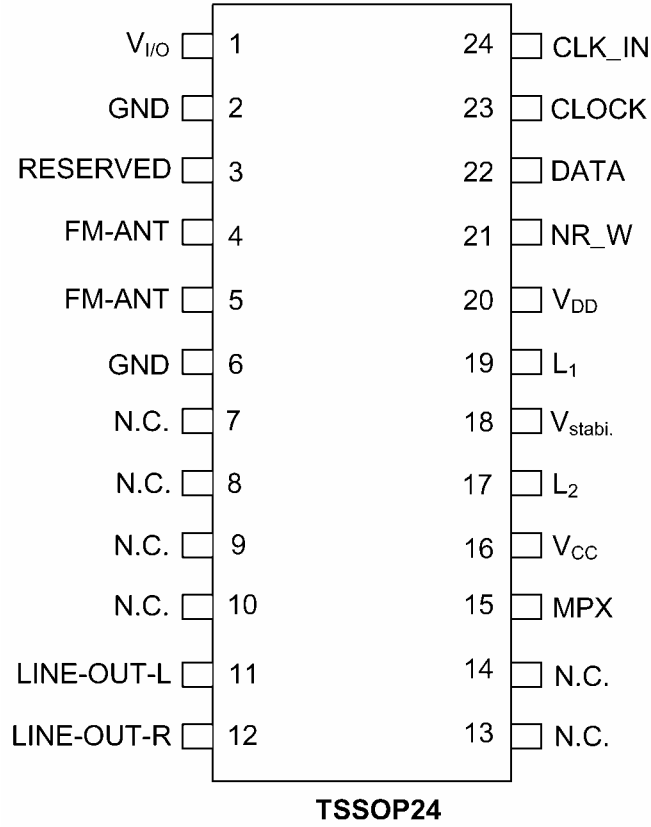 V_I/O 1 24 CLK_IN
GND 2 23 CLOCK
RESERVED 3 22 DATA
FM-ANT 4 21 NR_W
FM-ANT 5 20 V_DD
GND 6 19 L_1
N.C. 7 18 V_stabi.
N.C. 8 17 L_2
N.C. 9 16 V_CC
N.C. 10 15 MPX
LINE-OUT-L 11 14 N.C.
LINE-OUT-R 12 13 N.C.
TSSOP24